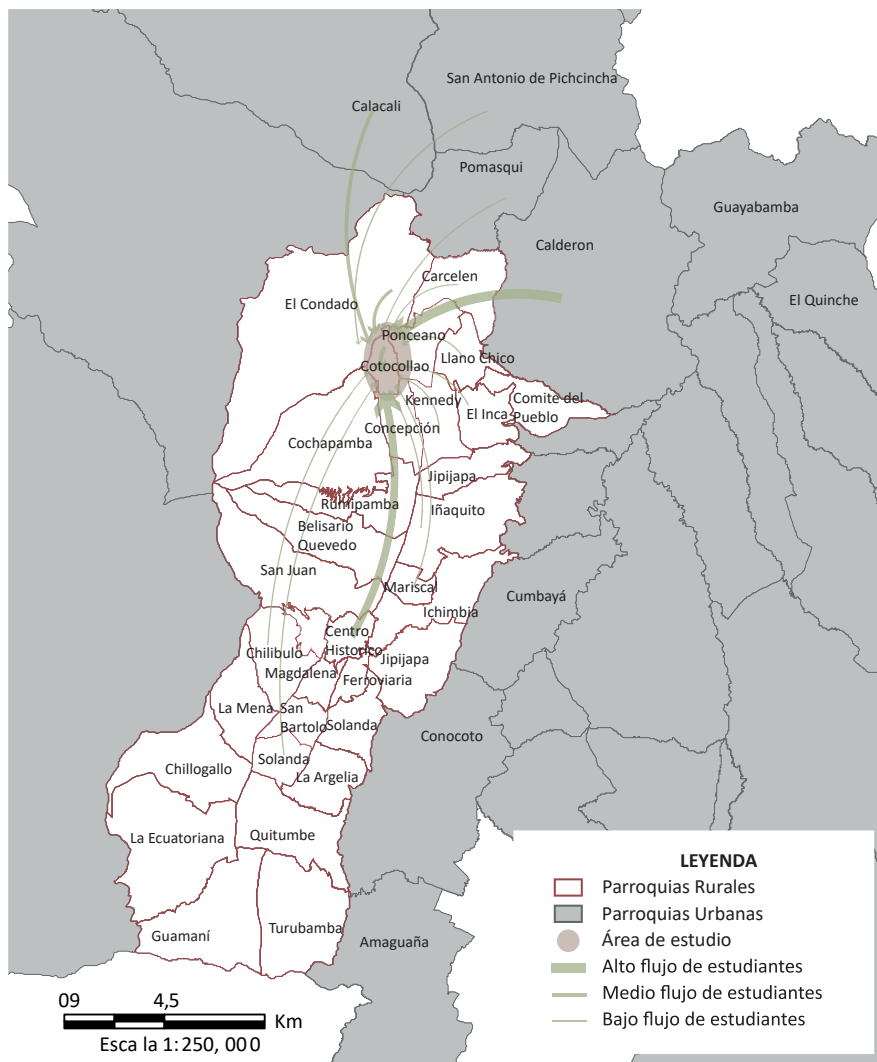 San Antonio de Pichcincha
Calacali
Pomasqui
Guayabamba
Calderon
Carcelen
El Condado
El Quinche
Ponceano
Llano Chico
Cotocollao
Kennedy
Comite del
Pueblo
El Inca
Concepción
Cochapamba
Jipijapa
Rumipamba
Iñaquito
Belisario
Quevedo
San Juan
Mariscal
Cumbayá
Ichimbia
Centro
Historico
Chilibulo
Jipijapa
Magdalena
Ferroviaria
La Mena
San
Bartolo
Solanda
Conocoto
Solanda
Chillogallo
La Argelia
La Ecuatoriana
Quitumbe
Guamaní
Turubamba
Amaguaña
LEYENDA
Parroquias Rurales
Parroquias Urbanas
Área de estudio
Alto flujo de estudiantes
Medio flujo de estudiantes
Bajo flujo de estudiantes
09 4,5
Km
Esca la 1:250, 000